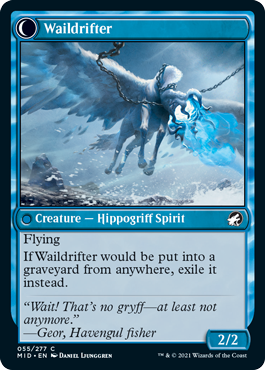 Waildrifter
Creature — Hippogriff Spirit
Flying
If Waildrifter would be put into a
graveyard from anywhere, exile it
instead.
“Wait! That’s no gryff—at least not
anymore.”
—Geor, Havengul fisher
2/2
055/277 C
MID • EN Daniel Ljunggren
™ & © 2021 Wizards of the Coast